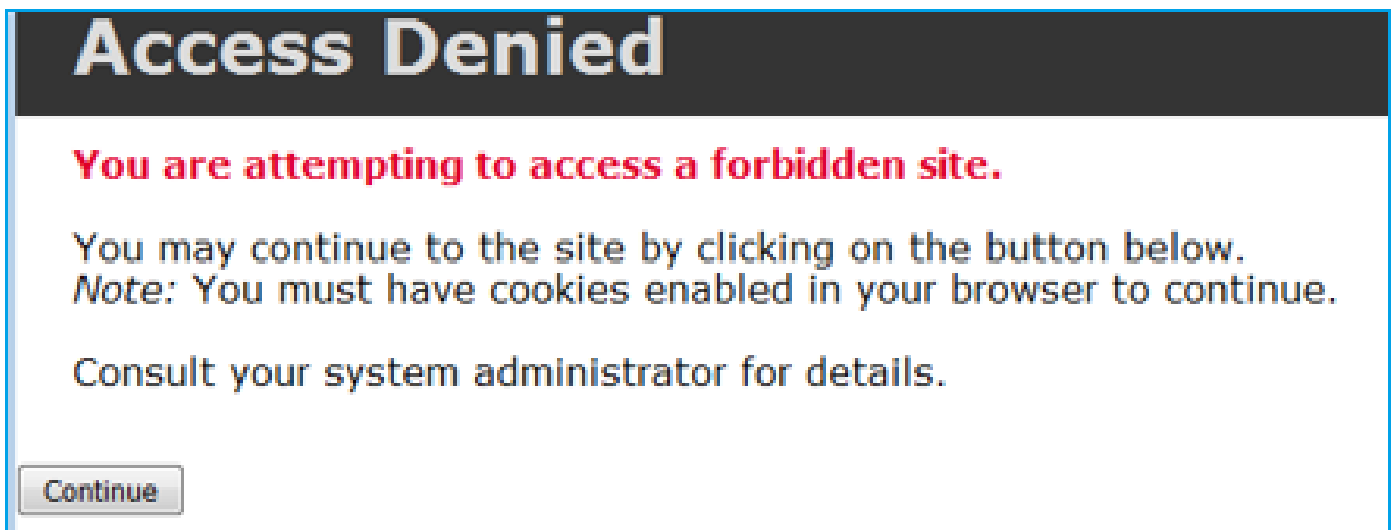 Access Denied
You are attempting to access a forbidden site.
You may continue to the site by clicking on the button below.
Note: You must have cookies enabled in your browser to continue.
Consult your system administrator for details.
Continue